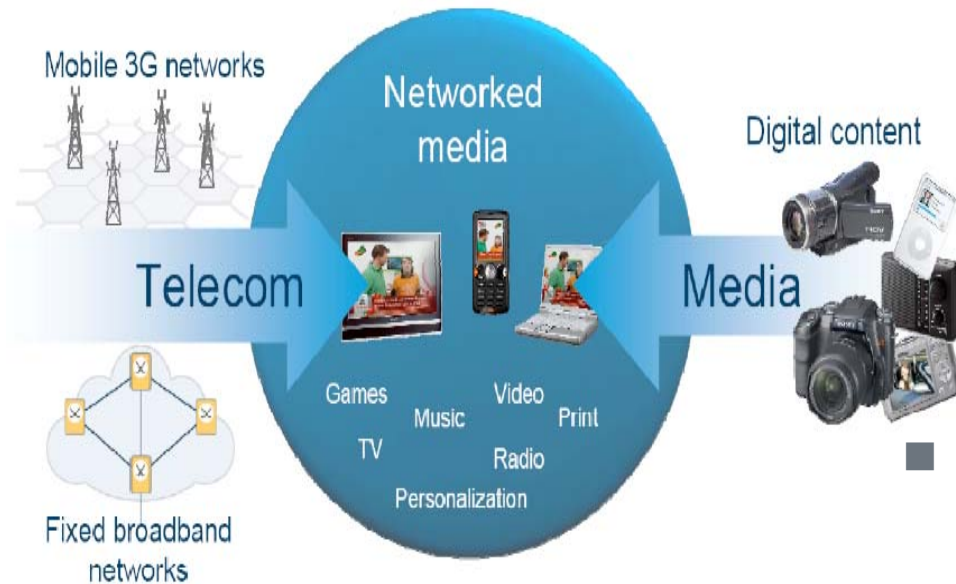 Mobile 3G networks
Networked
media
Digital content
Telecom
Media
Games
Music
Video
Print
TV
Radio
Personalization
Fixed broadband
networks